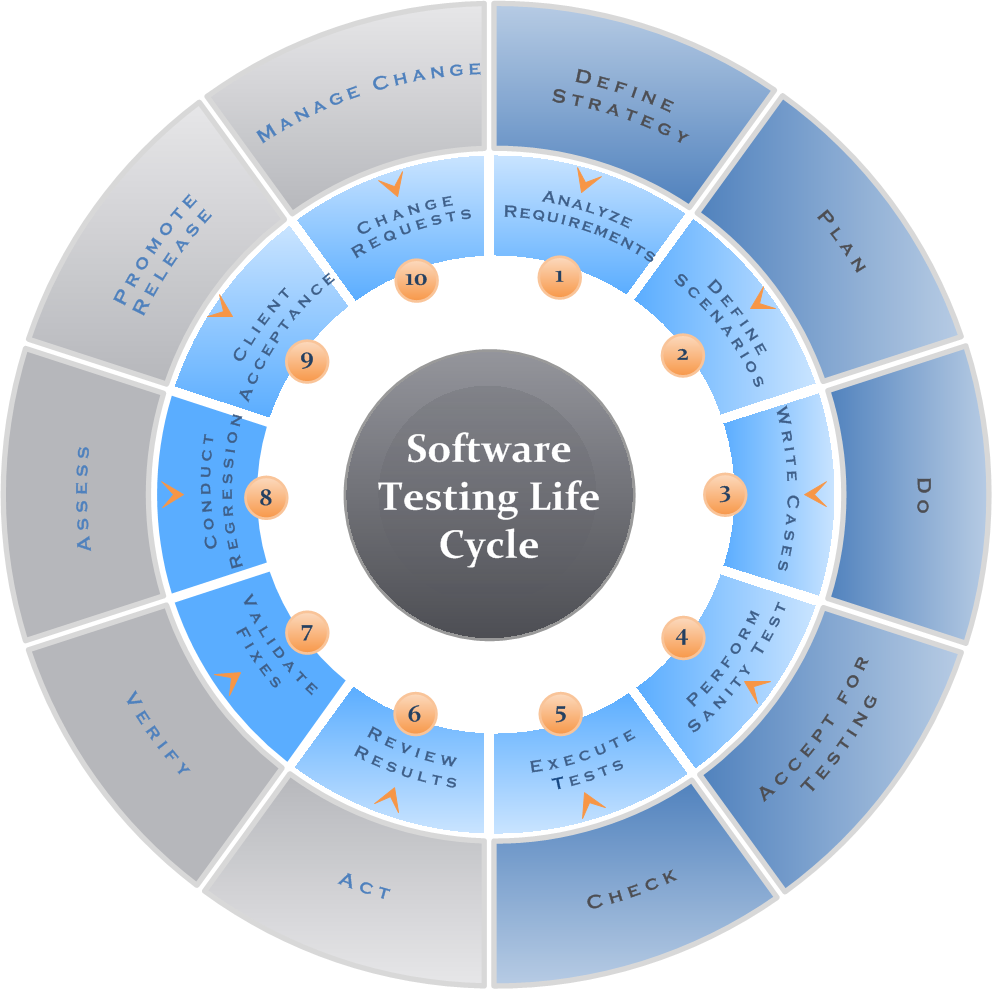 Software
Testing Life
Cycle
DEFINE
STRATEGY
ANALYZE
REQUIREMENTS
1
PLAN
DEFINE
SCENARIOS
2
DO
WRITE CASES
3
ACCEPT FOR
TESTING
PERFORM
SANITY TEST
4
CHECK
EXECUTE
TESTS
5
ACT
REVIEW
RESULTS
6
VERIFY
VALIDATE
FIXES
7
ASSESS
CONDUCT
REGRESSION
8
PROMOTE
RELEASE
CLIENT
ACCEPTANCE
9
MANAGE CHANGE
CHANGE
REQUESTS
10